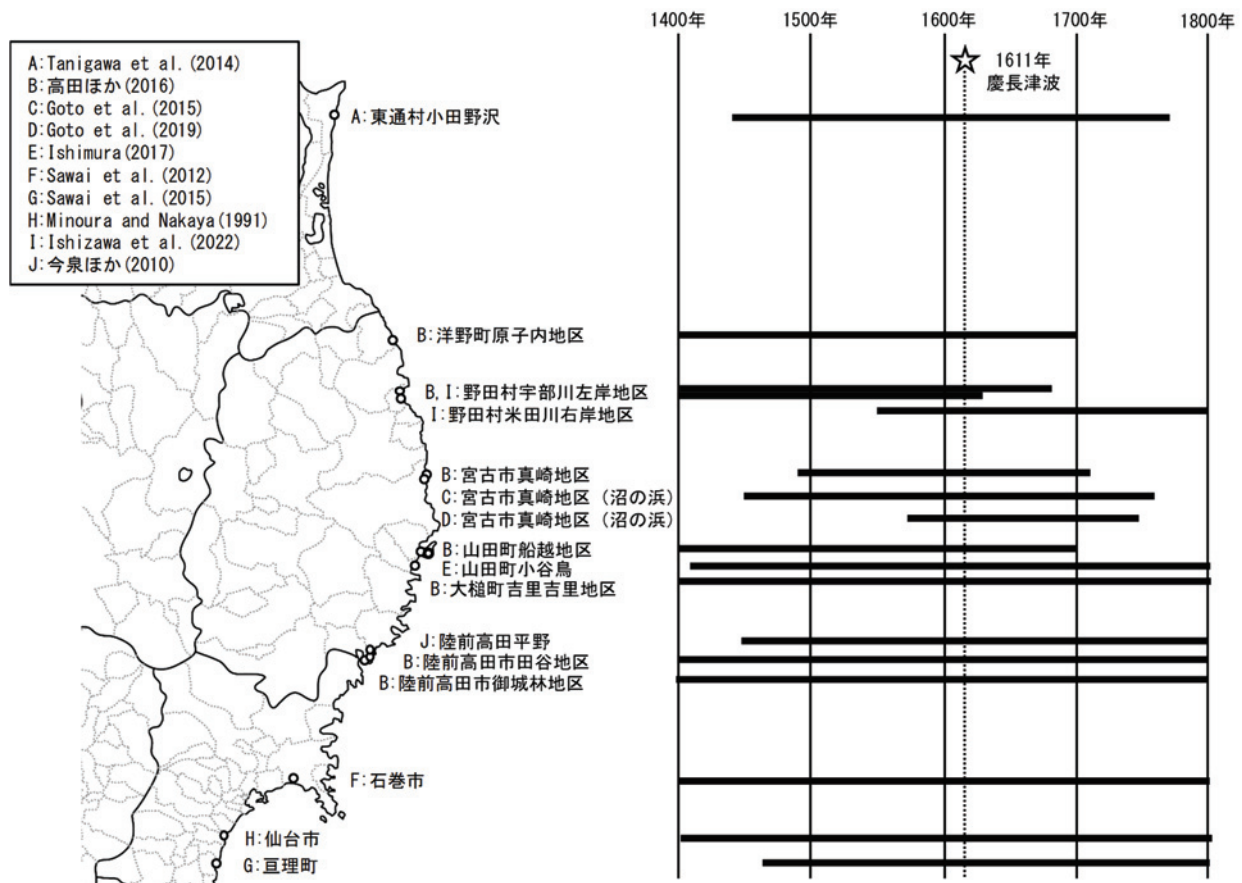 1400年
1500年
1600年
1700年
1800年
1611年
慶長津波
A:Tanigawa et al.(2014)
B:高田ほか(2016)
C:Goto et al.(2015)
D:Goto et al.(2019)
E:Ishimura(2017)
F:Sawai et al.(2012)
G:Sawai et al.(2015)
H:Minoura and Nakaya(1991)
I:Ishizawa et al.(2022)
J:今泉ほか(2010)
A:東通村小田野沢
B:洋野町原子内地区
B,I:野田村宇部川左岸地区
I:野田村米田川右岸地区
B:宮古市真崎地区
C:宮古市真崎地区（沼の浜）
D:宮古市真崎地区（沼の浜）
B:山田町船越地区
E:山田町小谷鳥
B:大槌町吉里吉里地区
J:陸前高田平野
B:陸前高田市田谷地区
B:陸前高田市御城林地区
F:石巻市
H:仙台市
G:亘理町